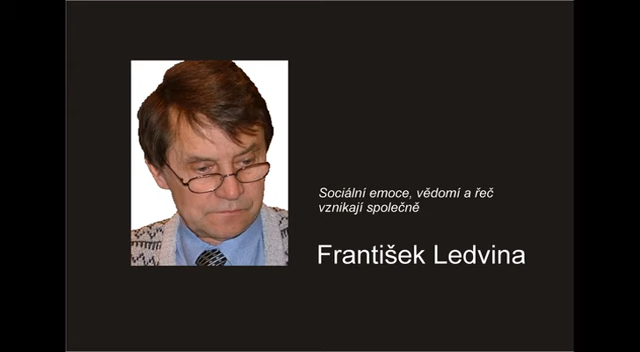 Sociální emoce, vědomí a řeč
vznikají společně
František Ledvina